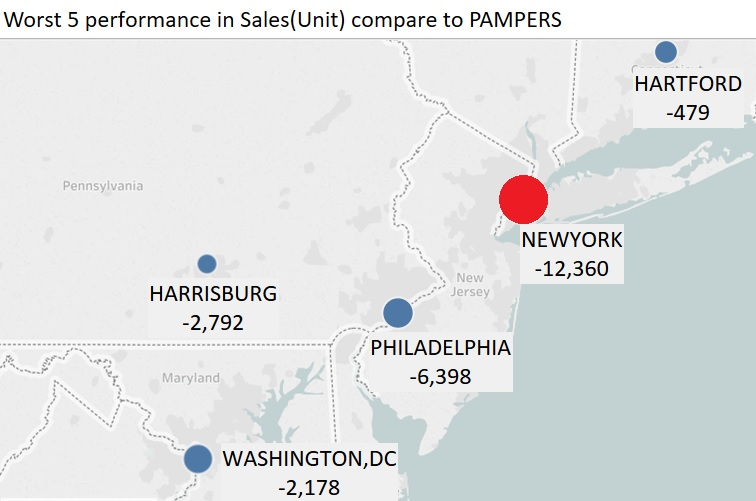 Worst 5 performance in Sales(Unit) compare to PAMPERS
HARTFORD
-479
Pennsylvania
NEWYORK
-12,360
HARRISBURG
-2,792
New
Jersey
PHILADELPHIA
-6,398
Maryland
WASHINGTON,DC
-2,178